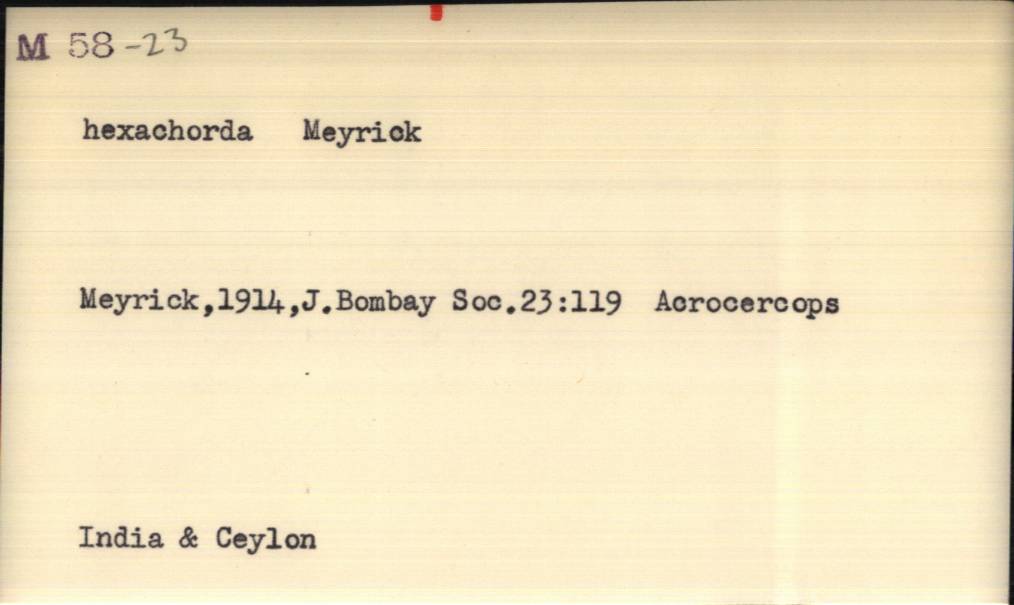 M 58-23
hexachorda Meyrick
Meyrick,1914,J.Bombay Soc.23:119 Acrocercops
India & Ceylon